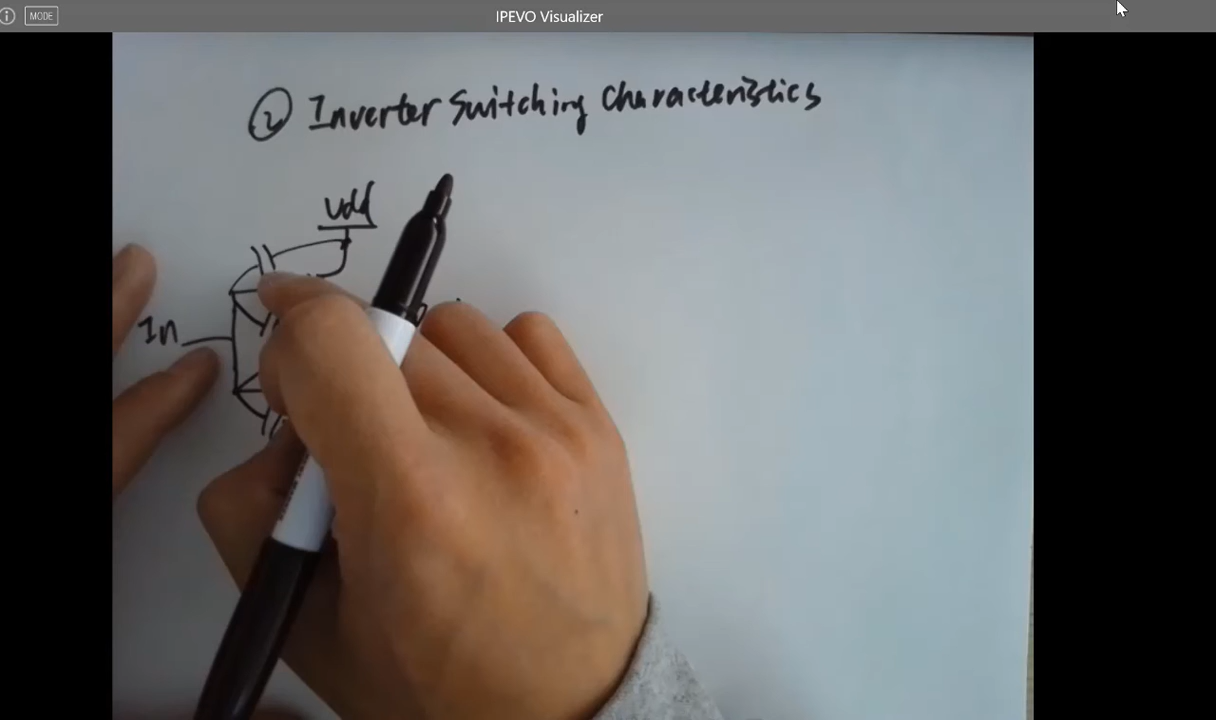 MODE
IPEVO Visualizer
② Inverter Switching Characteristics
Vdd
In